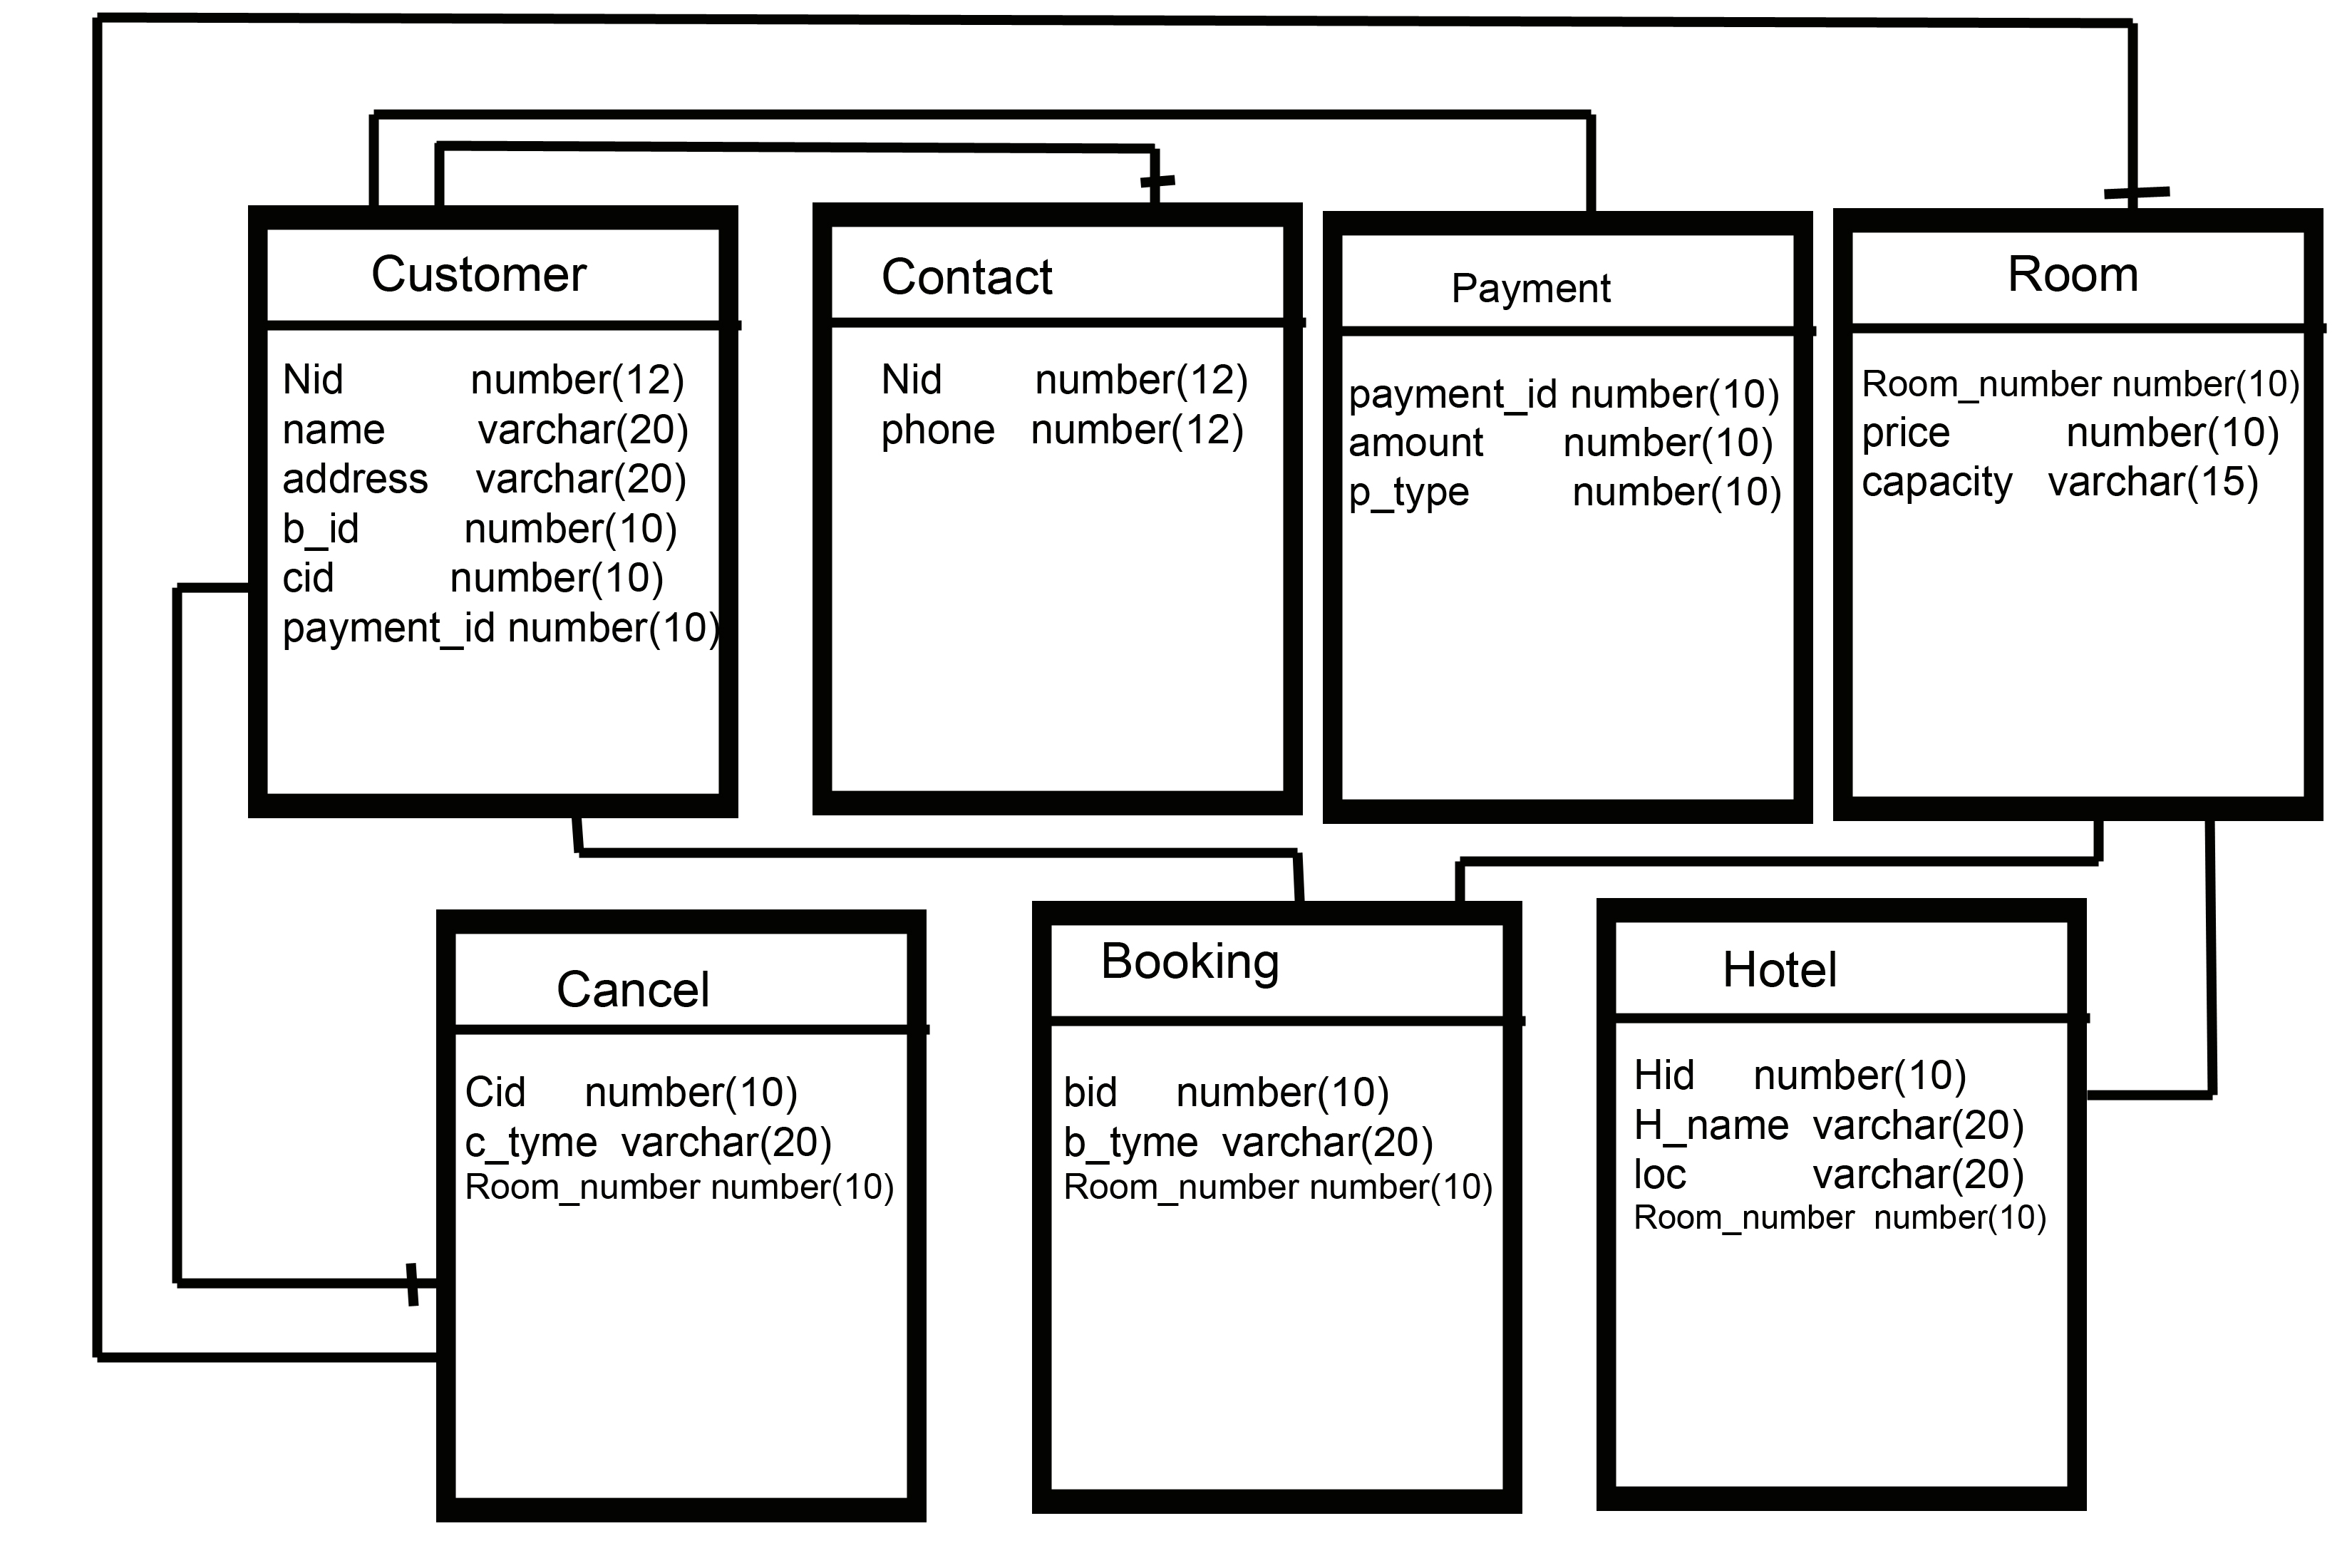 Customer
Nid number(12)
name varchar(20)
address varchar(20)
b_id number(10)
cid number(10)
payment_id number(10)
Contact
Nid number(12)
phone number(12)
Payment
payment_id number(10)
amount number(10)
p_type number(10)
Room
Room_number number(10)
price number(10)
capacity varchar(15)
Cancel
Cid number(10)
c_tyme varchar(20)
Room_number number(10)
Booking
bid number(10)
b_tyme varchar(20)
Room_number number(10)
Hotel
Hid number(10)
H_name varchar(20)
loc varchar(20)
Room_number number(10)